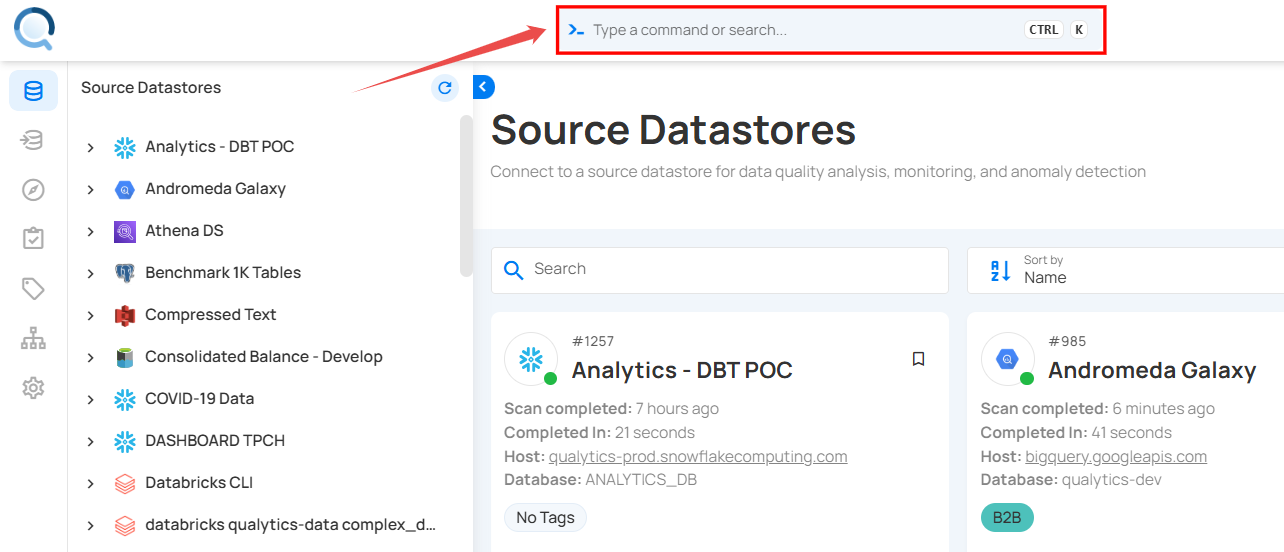 Type a command or search... CTRL K
Source Datastores
Analytics - DBT POC
Andromeda Galaxy
Athena DS
Benchmark 1K Tables
Compressed Text
Consolidated Balance - Develop
COVID-19 Data
DASHBOARD TPCH
Databricks CLI
databricks qualytics-data complex_d...
Source Datastores
Connect to a source datastore for data quality analysis, monitoring, and anomaly detection
Search
Sort by
Name
#1257
Analytics - DBT POC
Scan completed: 7 hours ago
Completed In: 21 seconds
Host: qualytics-prod.snowflakecomputing.com
Database: ANALYTICS_DB
No Tags
#985
Andromeda Galaxy
Scan completed: 6 minutes ago
Completed In: 41 seconds
Host: bigquery.googleapis.com
Database: qualytics-dev
B2B